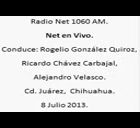 Radio Net 1060 AM.
Net en Vivo.
Conduce: Rogelio González Quiroz,
Ricardo Chávez Carbajal,
Alejandro Velasco.
Cd. Juárez, Chihuahua.
8 Julio 2013.